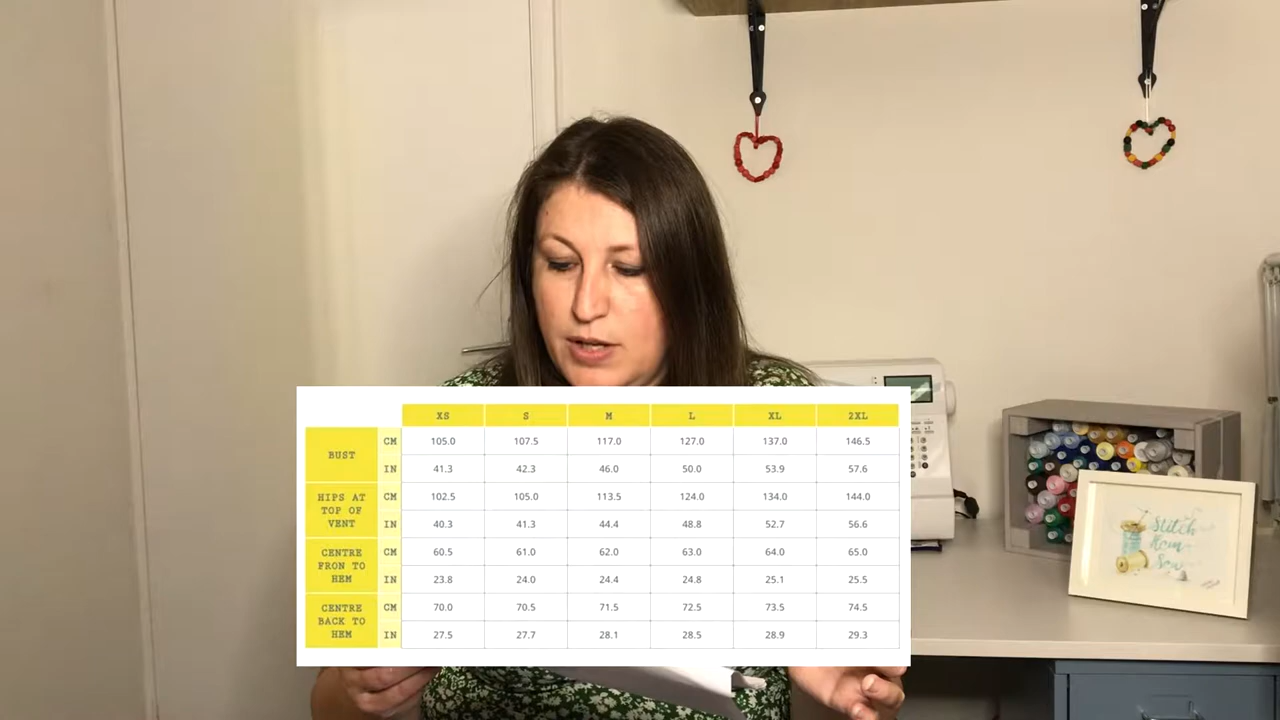 XS S M L XL 2XL
BUST CM 105.0 107.5 117.0 127.0 137.0 146.5
IN 41.3 42.3 46.0 50.0 53.9 57.6
HIPS AT TOP OF VENT CM 102.5 105.0 113.5 124.0 134.0 144.0
IN 40.3 41.3 44.4 48.8 52.7 56.6
CENTRE FRON TO HEM CM 60.5 61.0 62.0 63.0 64.0 65.0
IN 23.8 24.0 24.4 24.8 25.1 25.5
CENTRE BACK TO HEM CM 70.0 70.5 71.5 72.5 73.5 74.5
IN 27.5 27.7 28.1 28.5 28.9 29.3
Stitch
Hem
Sew